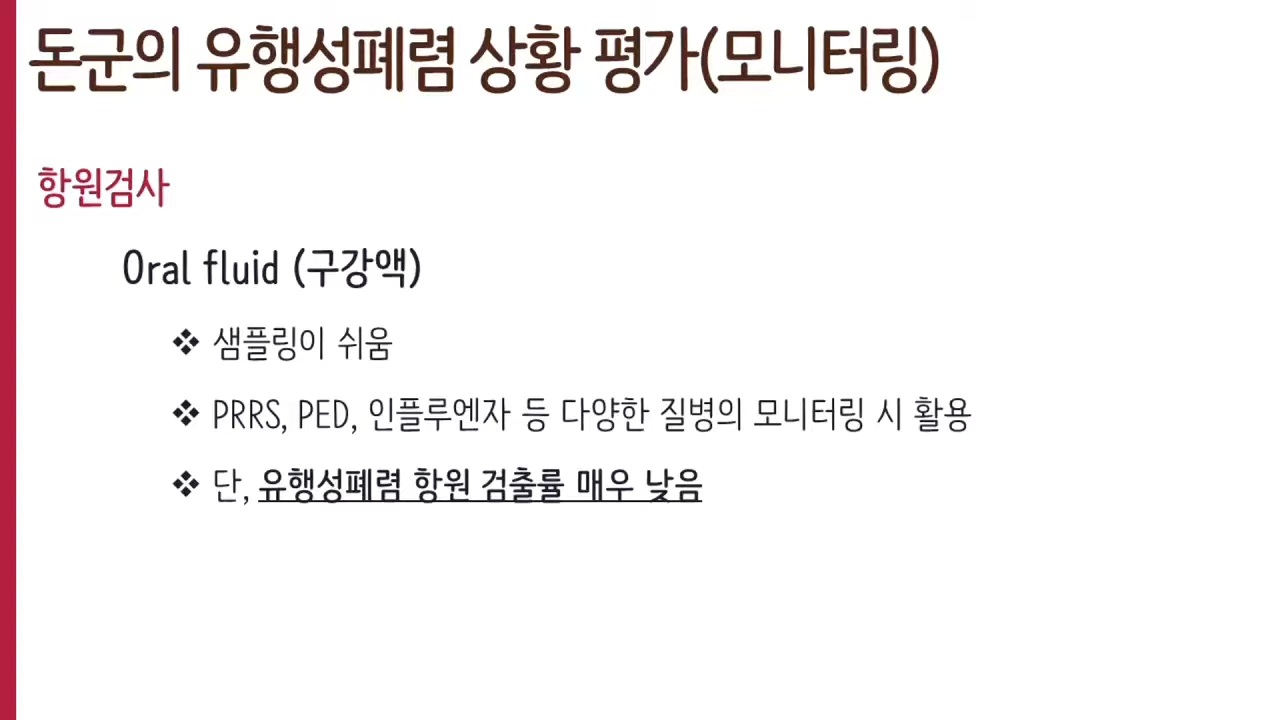 돈군의 유행성폐렴 상황 평가(모니터링)
항원검사
Oral fluid (구강액)
❖ 샘플링이 쉬움
❖ PRRS, PED, 인플루엔자 등 다양한 질병의 모니터링 시 활용
❖ 단, 유행성폐렴 항원 검출률 매우 낮음